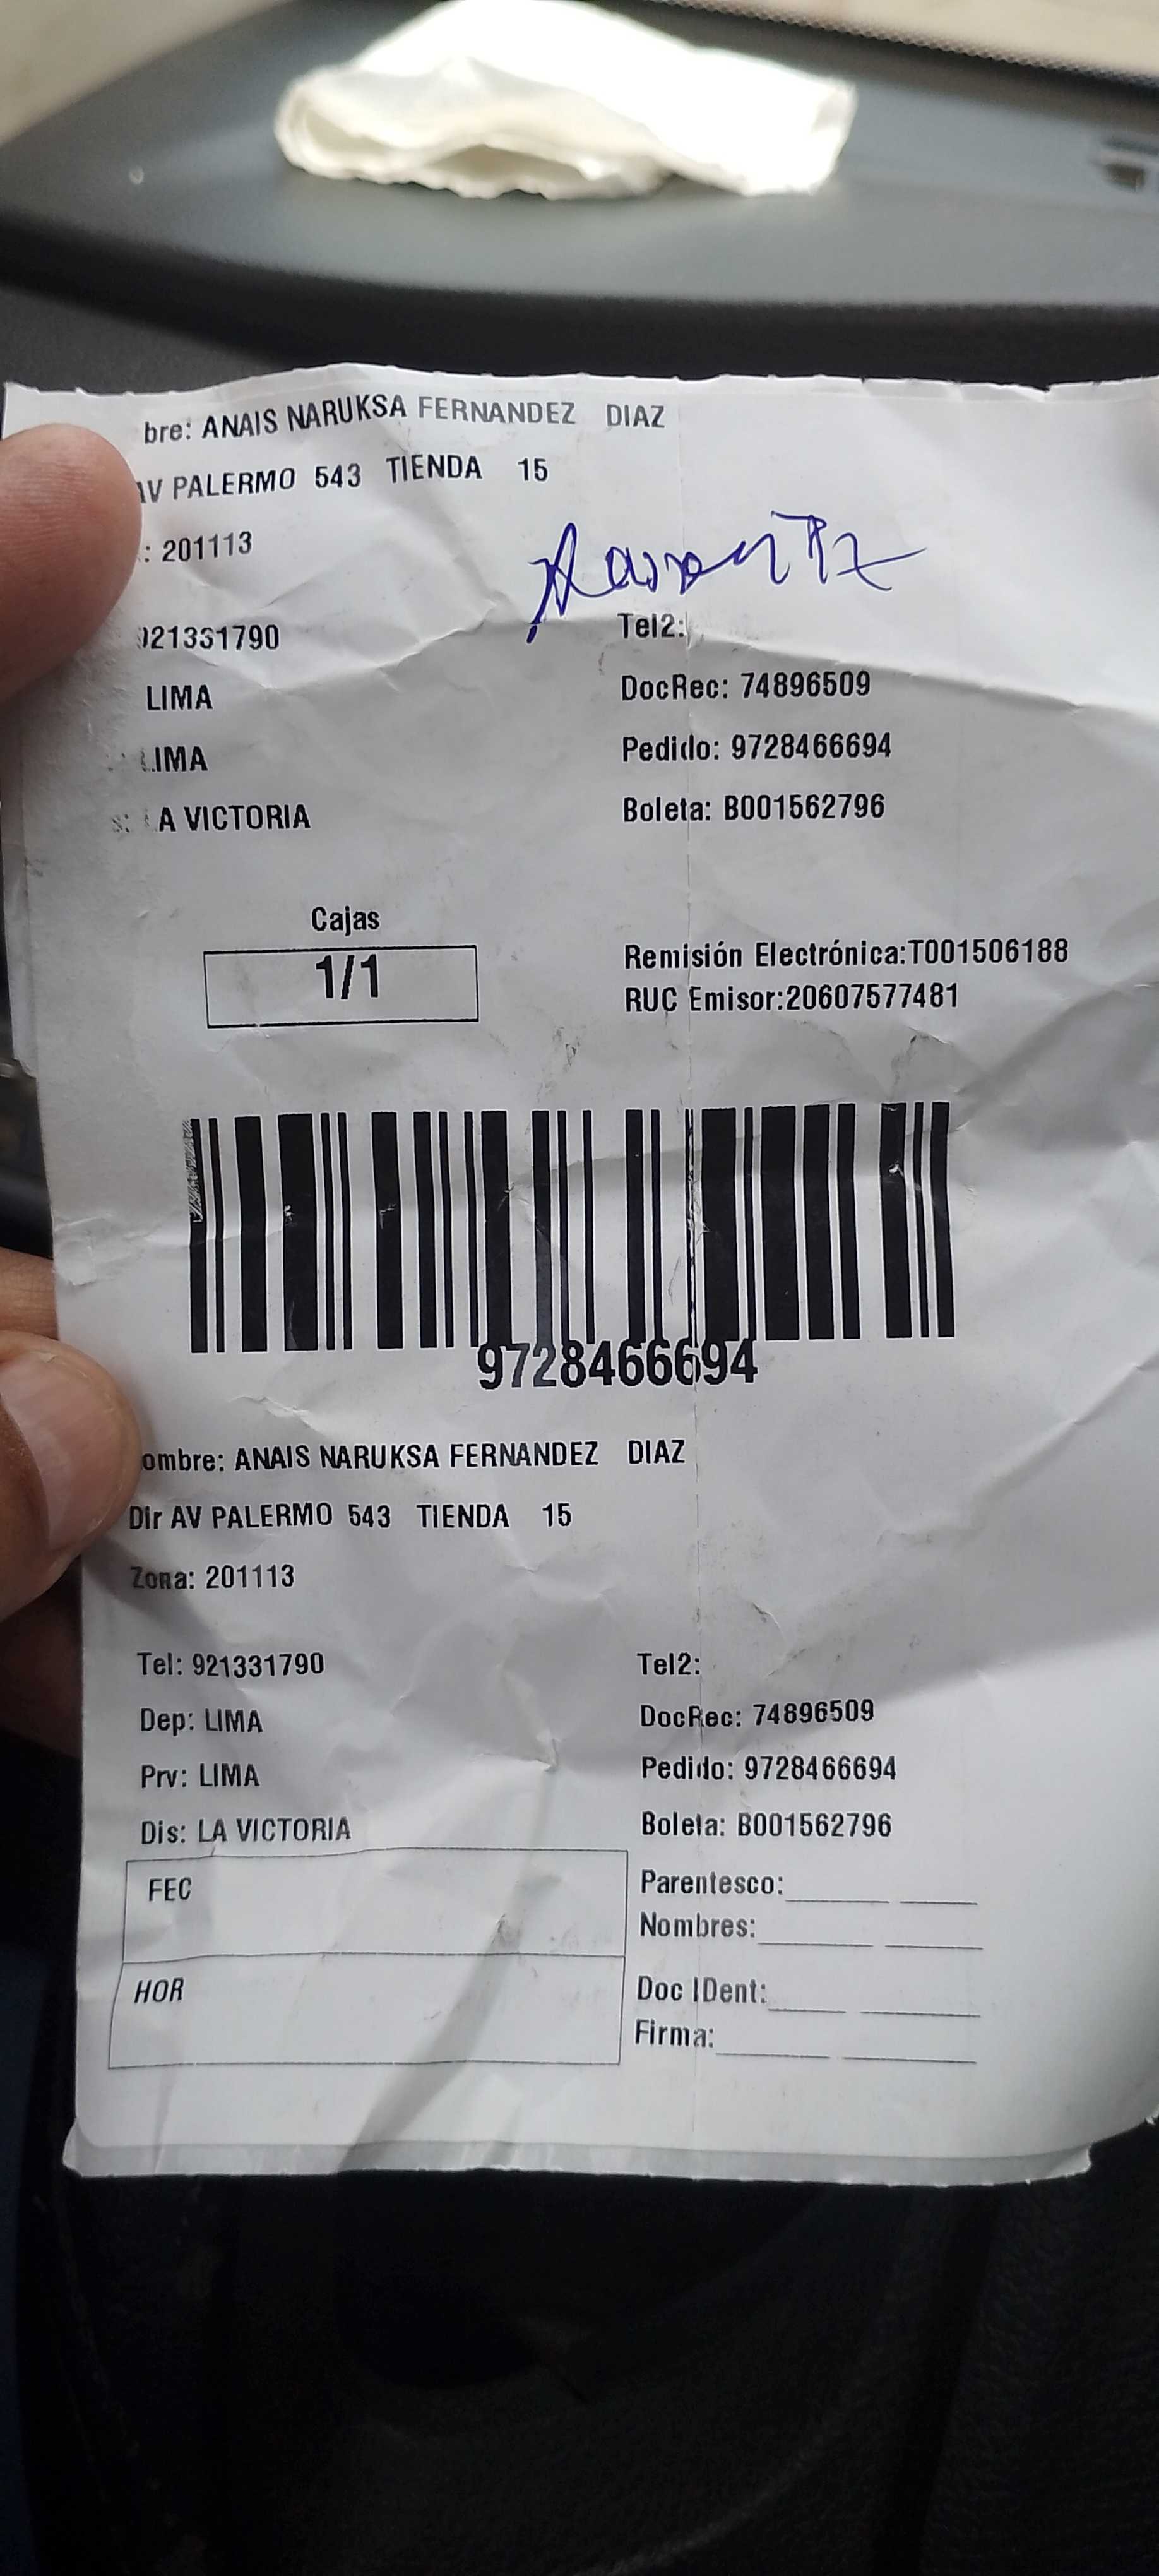 bre: ANAIS NARUKSA FERNANDEZ DIAZ
AV PALERMO 543 TIENDA 15
: 201113
921331790 Tel2:
LIMA DocRec: 74896509
LIMA Pedido: 9728466694
s: LA VICTORIA Boleta: B001562796
Cajas
1/1
Remisión Electrónica:T001506188
RUC Emisor:20607577481
9728466694
ombre: ANAIS NARUKSA FERNANDEZ DIAZ
Dir AV PALERMO 543 TIENDA 15
Zona: 201113
Tel: 921331790 Tel2:
Dep: LIMA DocRec: 74896509
Prv: LIMA Pedido: 9728466694
Dis: LA VICTORIA Boleta: B001562796
FEC Parentesco:
Nombres:
HOR Doc IDent:
Firma: